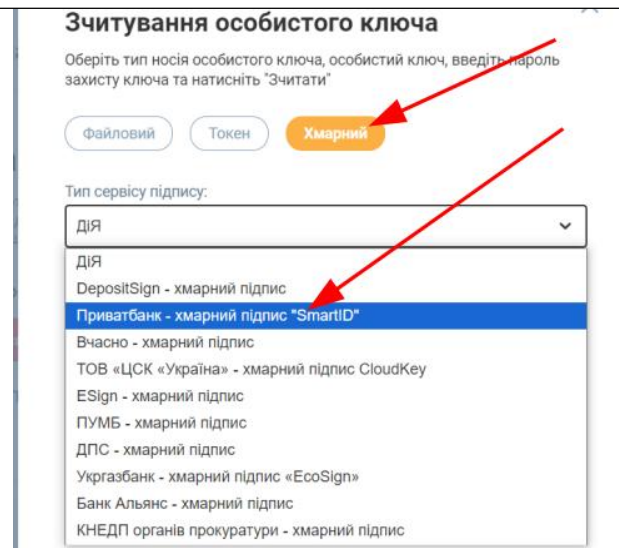 Зчитування особистого ключа
Оберіть тип носія особистого ключа, особистий ключ, введіть пароль
захисту ключа та натисніть "Зчитати"
Файловий Токен Хмарний
Тип сервісу підпису:
ДіЯ
ДіЯ
DepositSign - хмарний підпис
Приватбанк - хмарний підпис "SmartID"
Вчасно - хмарний підпис
ТОВ «ЦСК «Україна» - хмарний підпис CloudKey
ESign - хмарний підпис
ПУМБ - хмарний підпис
ДПС - хмарний підпис
Укргазбанк - хмарний підпис «EcoSign»
Банк Альянс - хмарний підпис
КНЕДП органів прокуратури - хмарний підпис